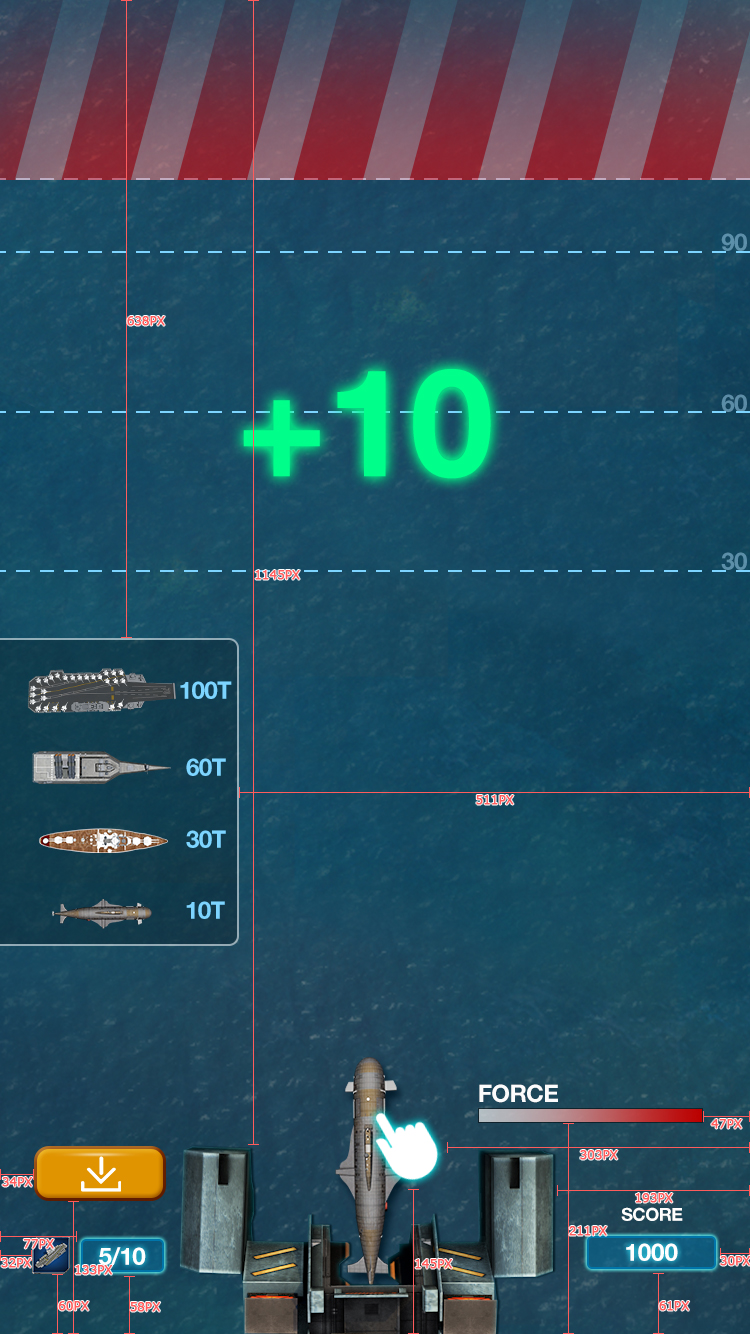 90
638PX
60
+10
30
1145PX
100T
60T
511PX
30T
10T
FORCE
47PX
303PX
34PX
193PX
SCORE
211PX
77PX
5/10
1000
32PX
133PX
145PX
30PX
60PX
58PX
61PX